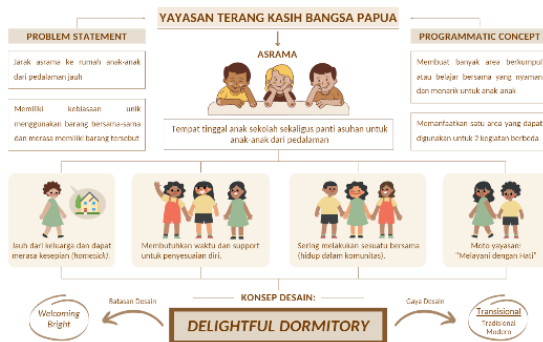 YAYASAN TERANG KASIH BANGSA PAPUA
PROBLEM STATEMENT
Jarak asrama ke rumah anak-anak
dari pedalaman jauh
Memiliki kebiasaan unik
menggunakan barang bersama-sama
dan merasa memiliki barang tersebut
ASRAMA
Tempat tinggal anak sekolah sekaligus panti asuhan untuk
anak-anak dari pedalaman
PROGRAMMATIC CONCEPT
Membuat banyak area berkumpul
atau belajar bersama yang nyaman
dan menarik untuk anak anak
Memanfaatkan satu area yang dapat
digunakan untuk 2 kegiatan berbeda
Jauh dari keluarga dan dapat
merasa kesepian (homesick).
Membutuhkan waktu dan support
untuk penyesuaian diri.
Sering melakukan sesuatu bersama
(hidup dalam komunitas).
Moto yayasan:
"Melayani dengan Hati"
KONSEP DESAIN:
Welcoming
Bright
Batasan Desain
DELIGHTFUL DORMITORY
Gaya Desain
Transisional
Tradisional
Modern